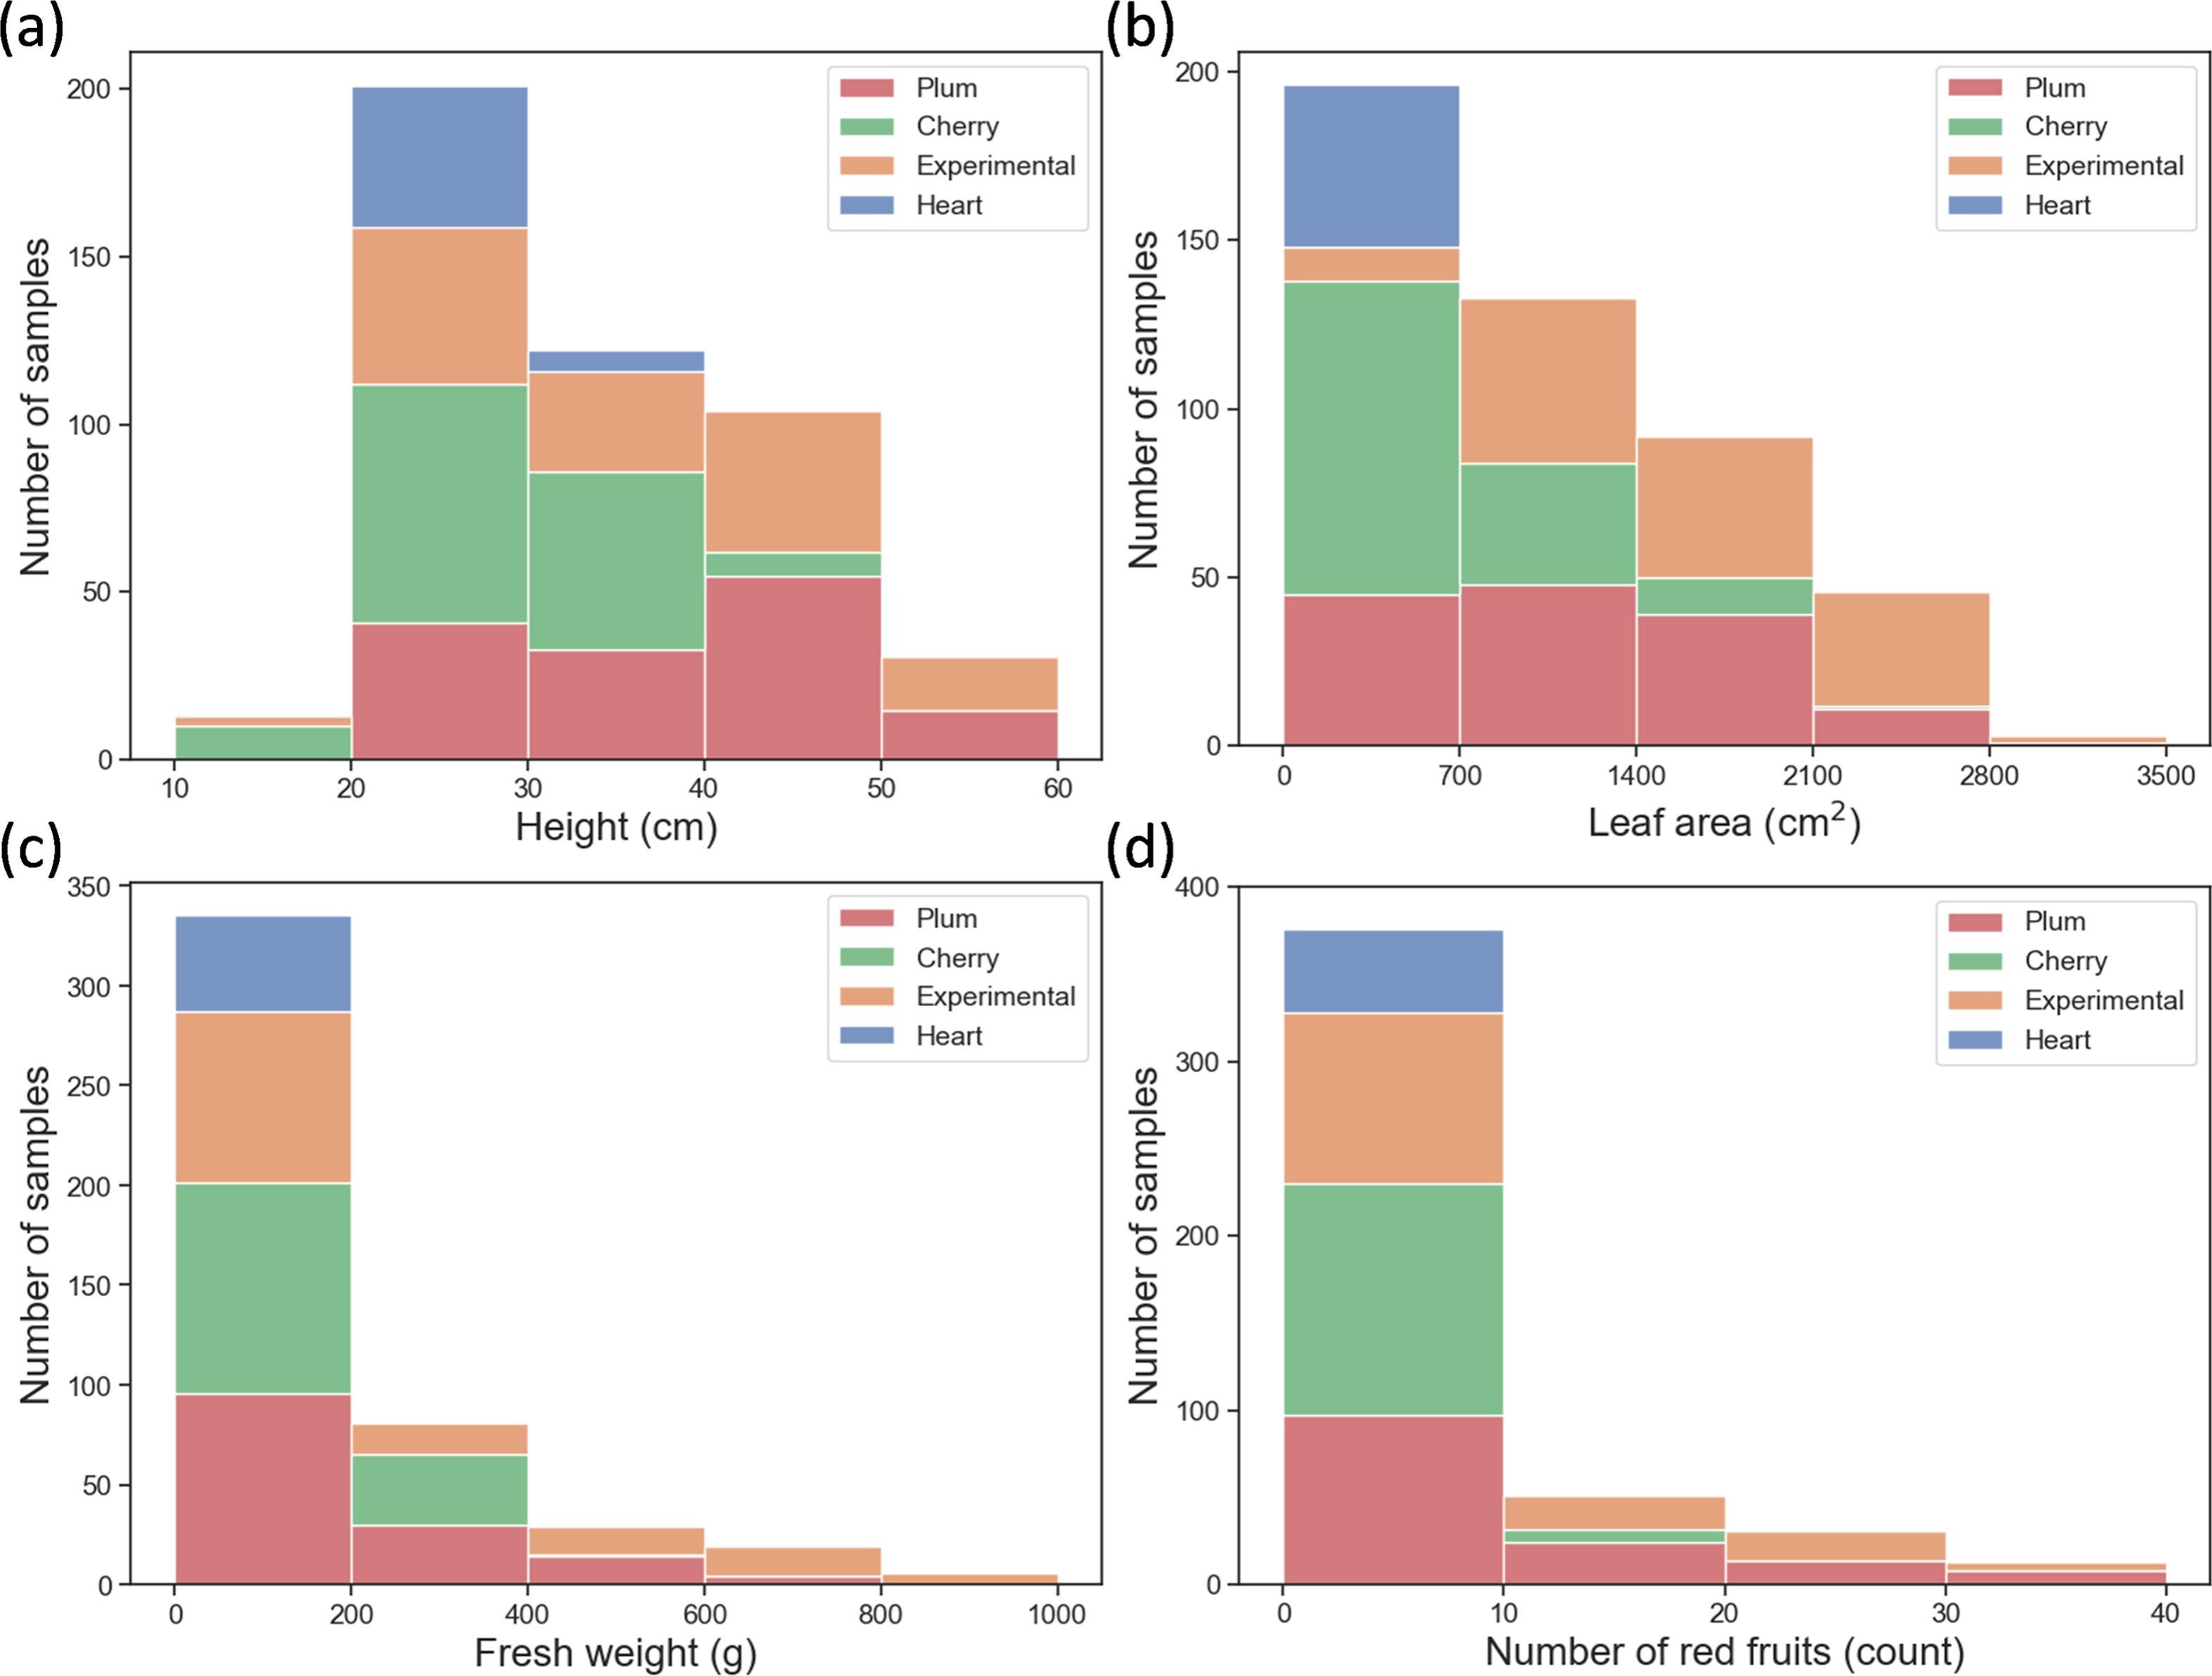 (a)
Number of samples
200
150
100
50
0
10 20 30 40 50 60
Height (cm)
Plum
Cherry
Experimental
Heart
(b)
Number of samples
200
150
100
50
0
0 700 1400 2100 2800 3500
Leaf area (cm²)
Plum
Cherry
Experimental
Heart
(c)
Number of samples
350
300
250
200
150
100
50
0
0 200 400 600 800 1000
Fresh weight (g)
Plum
Cherry
Experimental
Heart
(d)
Number of samples
400
300
200
100
0
0 10 20 30 40
Number of red fruits (count)
Plum
Cherry
Experimental
Heart